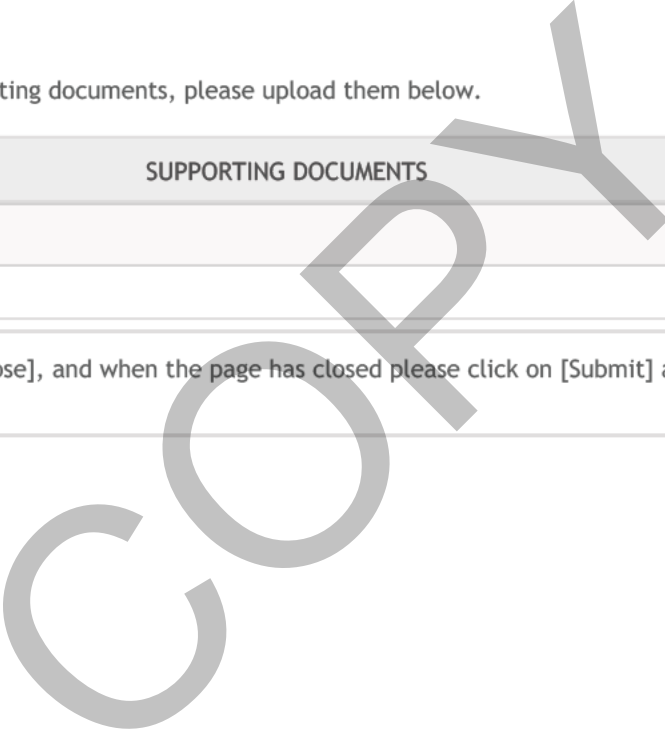 ting documents, please upload them below.
SUPPORTING DOCUMENTS
ose], and when the page has closed please click on [Submit] a
COPY